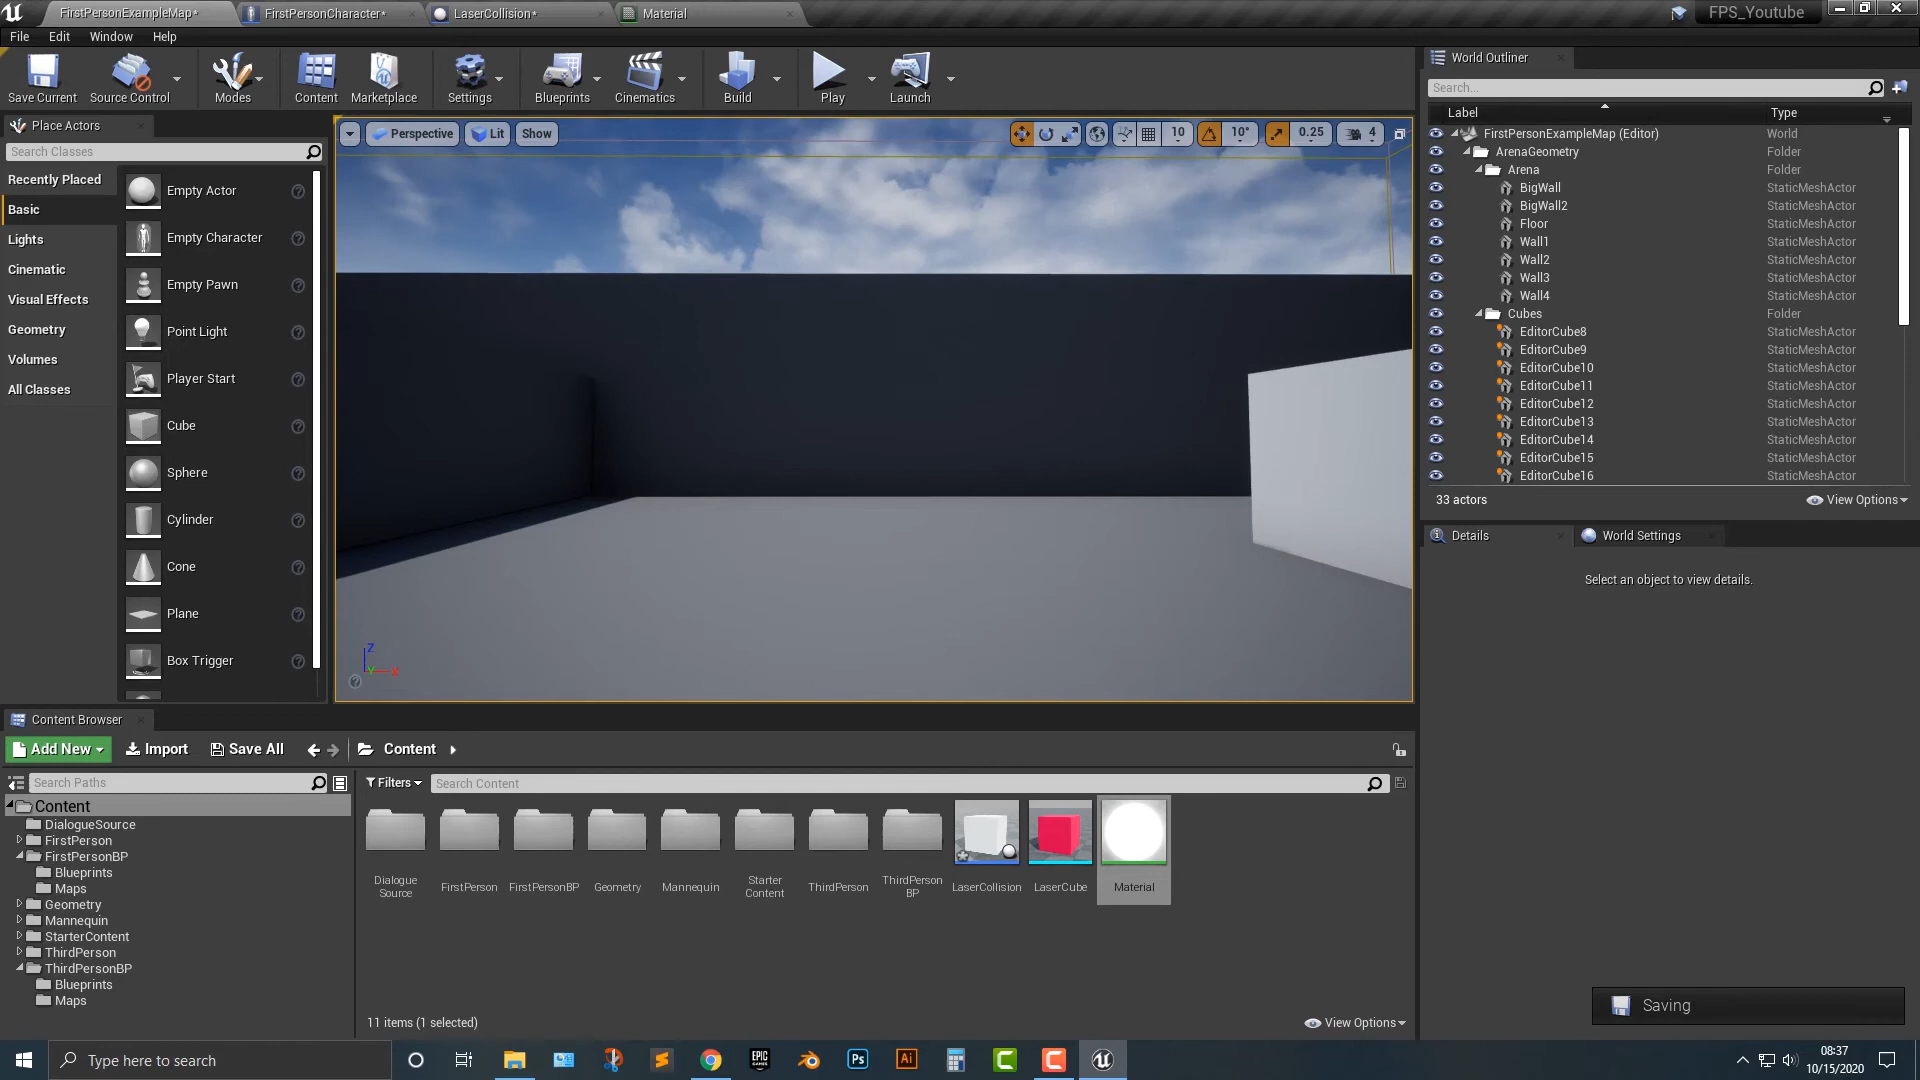 FirstPersonExampleMap*
FirstPersonCharacter*
LaserCollision*
Material
FPS_Youtube
File
Edit
Window
Help
Save Current
Source Control
Modes
Content
Marketplace
Settings
Blueprints
Cinematics
Build
Play
Launch
Place Actors
Search Classes
Recently Placed
Basic
Lights
Cinematic
Visual Effects
Geometry
Volumes
All Classes
Empty Actor
Empty Character
Empty Pawn
Point Light
Player Start
Cube
Sphere
Cylinder
Cone
Plane
Box Trigger
Perspective
Lit
Show
10
10°
0.25
4
Z
Y
X
World Outliner
Search...
Label
Type
FirstPersonExampleMap (Editor)
World
ArenaGeometry
Folder
Arena
Folder
BigWall
StaticMeshActor
BigWall2
StaticMeshActor
Floor
StaticMeshActor
Wall1
StaticMeshActor
Wall2
StaticMeshActor
Wall3
StaticMeshActor
Wall4
StaticMeshActor
Cubes
Folder
EditorCube8
StaticMeshActor
EditorCube9
StaticMeshActor
EditorCube10
StaticMeshActor
EditorCube11
StaticMeshActor
EditorCube12
StaticMeshActor
EditorCube13
StaticMeshActor
EditorCube14
StaticMeshActor
EditorCube15
StaticMeshActor
EditorCube16
StaticMeshActor
33 actors
View Options
Details
World Settings
Select an object to view details.
Content Browser
Add New
Import
Save All
Content
Search Paths
Filters
Search Content
Content
DialogueSource
FirstPerson
FirstPersonBP
Blueprints
Maps
Geometry
Mannequin
StarterContent
ThirdPerson
ThirdPersonBP
Blueprints
Maps
Dialogue
Source
FirstPerson
FirstPersonBP
Geometry
Mannequin
Starter
Content
ThirdPerson
ThirdPerson
BP
LaserCollision
LaserCube
Material
11 items (1 selected)
View Options
Saving
Type here to search
EPIC
GAMES
Ps
Ai
08:37
10/15/2020